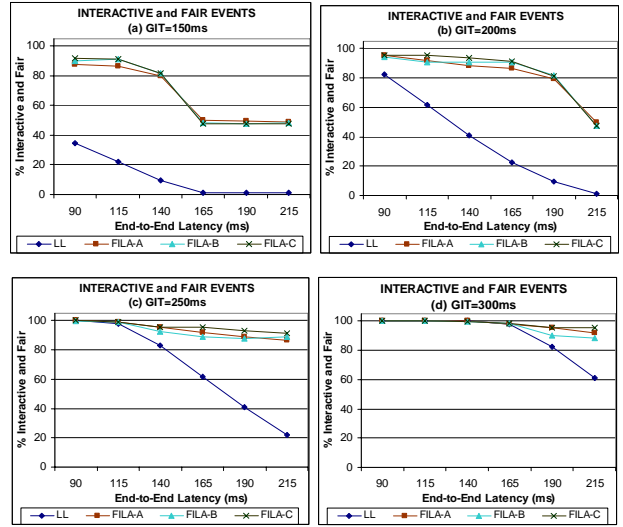 INTERACTIVE and FAIR EVENTS
(a) GIT=150ms
% Interactive and Fair
100
80
60
40
20
0
90 115 140 165 190 215
End-to-End Latency (ms)
LL FILA-A FILA-B FILA-C
INTERACTIVE and FAIR EVENTS
(b) GIT=200ms
% Interactive and Fair
100
80
60
40
20
0
90 115 140 165 190 215
End-to-End Latency (ms)
LL FILA-A FILA-B FILA-C
INTERACTIVE and FAIR EVENTS
(c) GIT=250ms
% Interactive and Fair
100
80
60
40
20
0
90 115 140 165 190 215
End-to-End Latency (ms)
LL FILA-A FILA-B FILA-C
INTERACTIVE and FAIR EVENTS
(d) GIT=300ms
% Interactive and Fair
100
80
60
40
20
0
90 115 140 165 190 215
End-to-End Latency (ms)
LL FILA-A FILA-B FILA-C